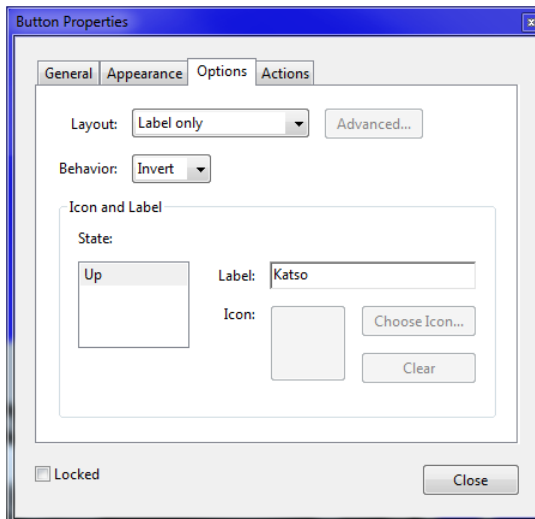 Button Properties
General Appearance Options Actions
Layout: Label only Advanced...
Behavior: Invert
Icon and Label
State:
Up Label: Katso
Icon: Choose Icon...
Clear
Locked Close